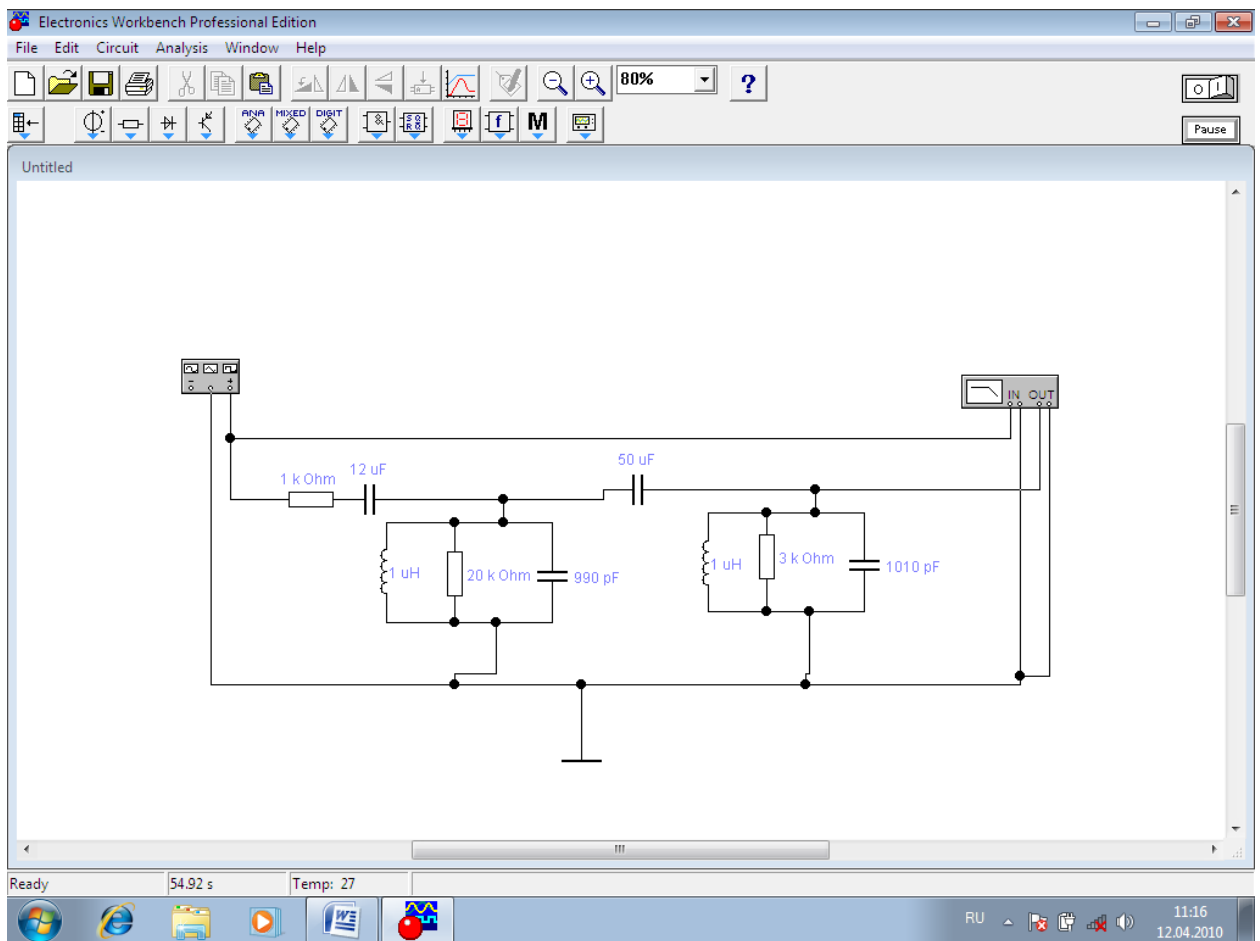 Electronics Workbench Professional Edition
File Edit Circuit Analysis Window Help
80% ?
ANA MIXED DIGIT M
Pause
Untitled
IN OUT
50 uF
12 uF
1 k Ohm
1 uH
20 k Ohm
990 pF
1 uH
3 k Ohm
1010 pF
Ready 54.92 s Temp: 27
RU 11:16
12.04.2010